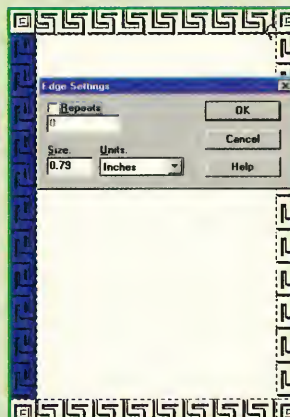 Edge Settings
Repeats
0
OK
Cancel
Size:
Units:
0.79
Inches
Help